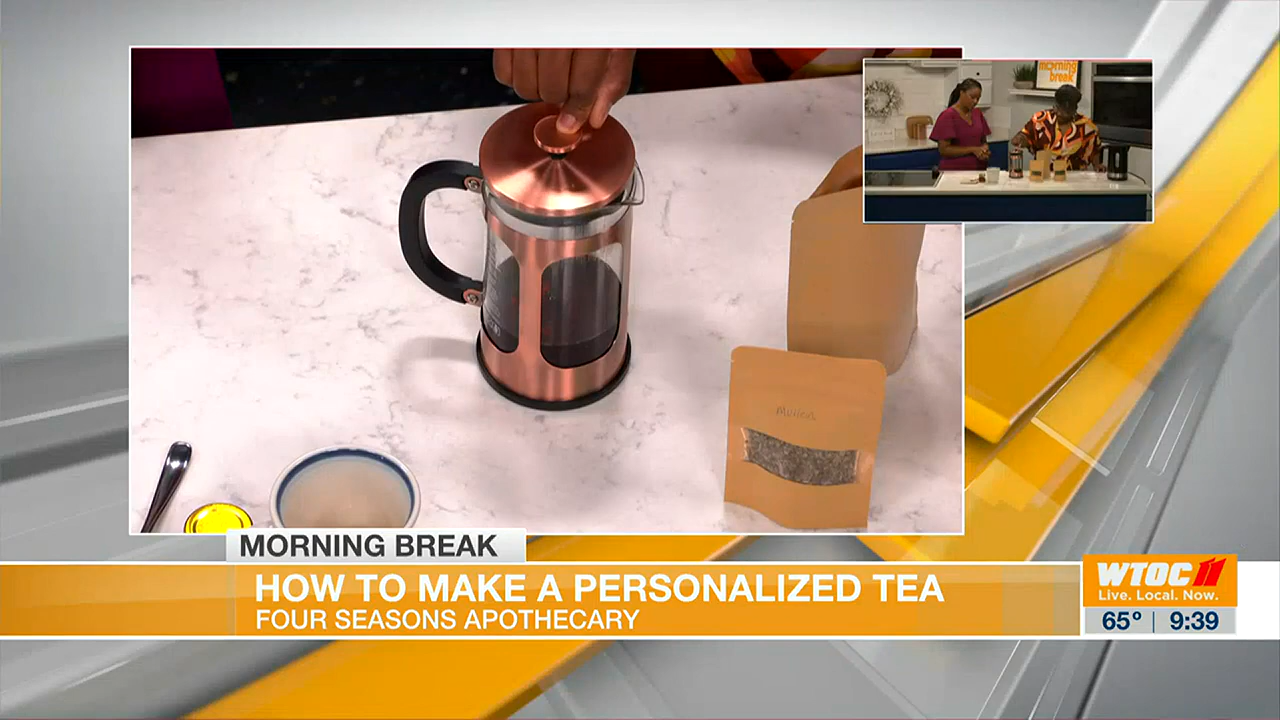 morning
break
Mullein
MORNING BREAK
HOW TO MAKE A PERSONALIZED TEA
FOUR SEASONS APOTHECARY
WTOC 11
Live. Local. Now.
65° | 9:39